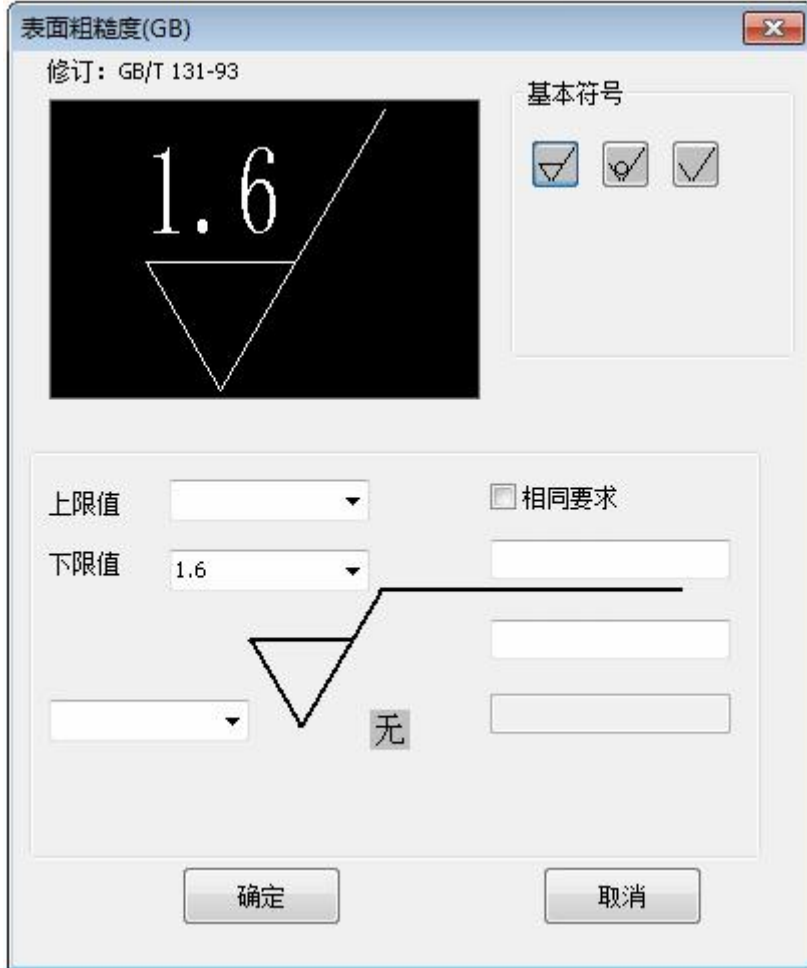 表面粗糙度(GB)
修订：GB/T 131-93
基本符号
1.6
上限值
相同要求
下限值
1.6
无
确定
取消